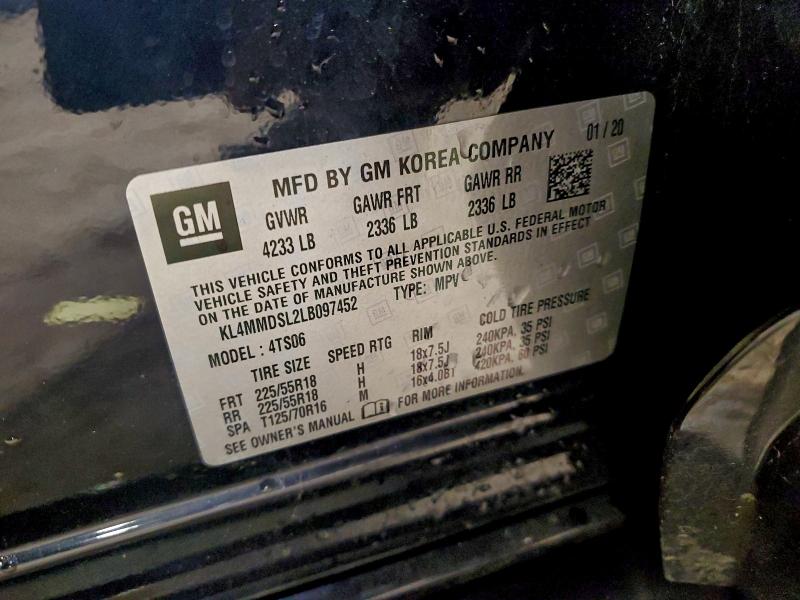 MFD BY GM KOREA COMPANY 01 / 20
GM
GVWR GAWR FRT GAWR RR
4233 LB 2336 LB 2336 LB
THIS VEHICLE CONFORMS TO ALL APPLICABLE U.S. FEDERAL MOTOR
VEHICLE SAFETY AND THEFT PREVENTION STANDARDS IN EFFECT
ON THE DATE OF MANUFACTURE SHOWN ABOVE.
KL4MMDSL2LB097452 TYPE: MPV
MODEL : 4TS06
TIRE SIZE SPEED RTG RIM COLD TIRE PRESSURE
FRT 225/55R18 H 18x7.5J 240KPA, 35 PSI
RR 225/55R18 H 18x7.5J 240KPA, 35 PSI
SPA T125/70R16 M 16x4.0BT 420KPA, 60 PSI
SEE OWNER'S MANUAL FOR MORE INFORMATION.